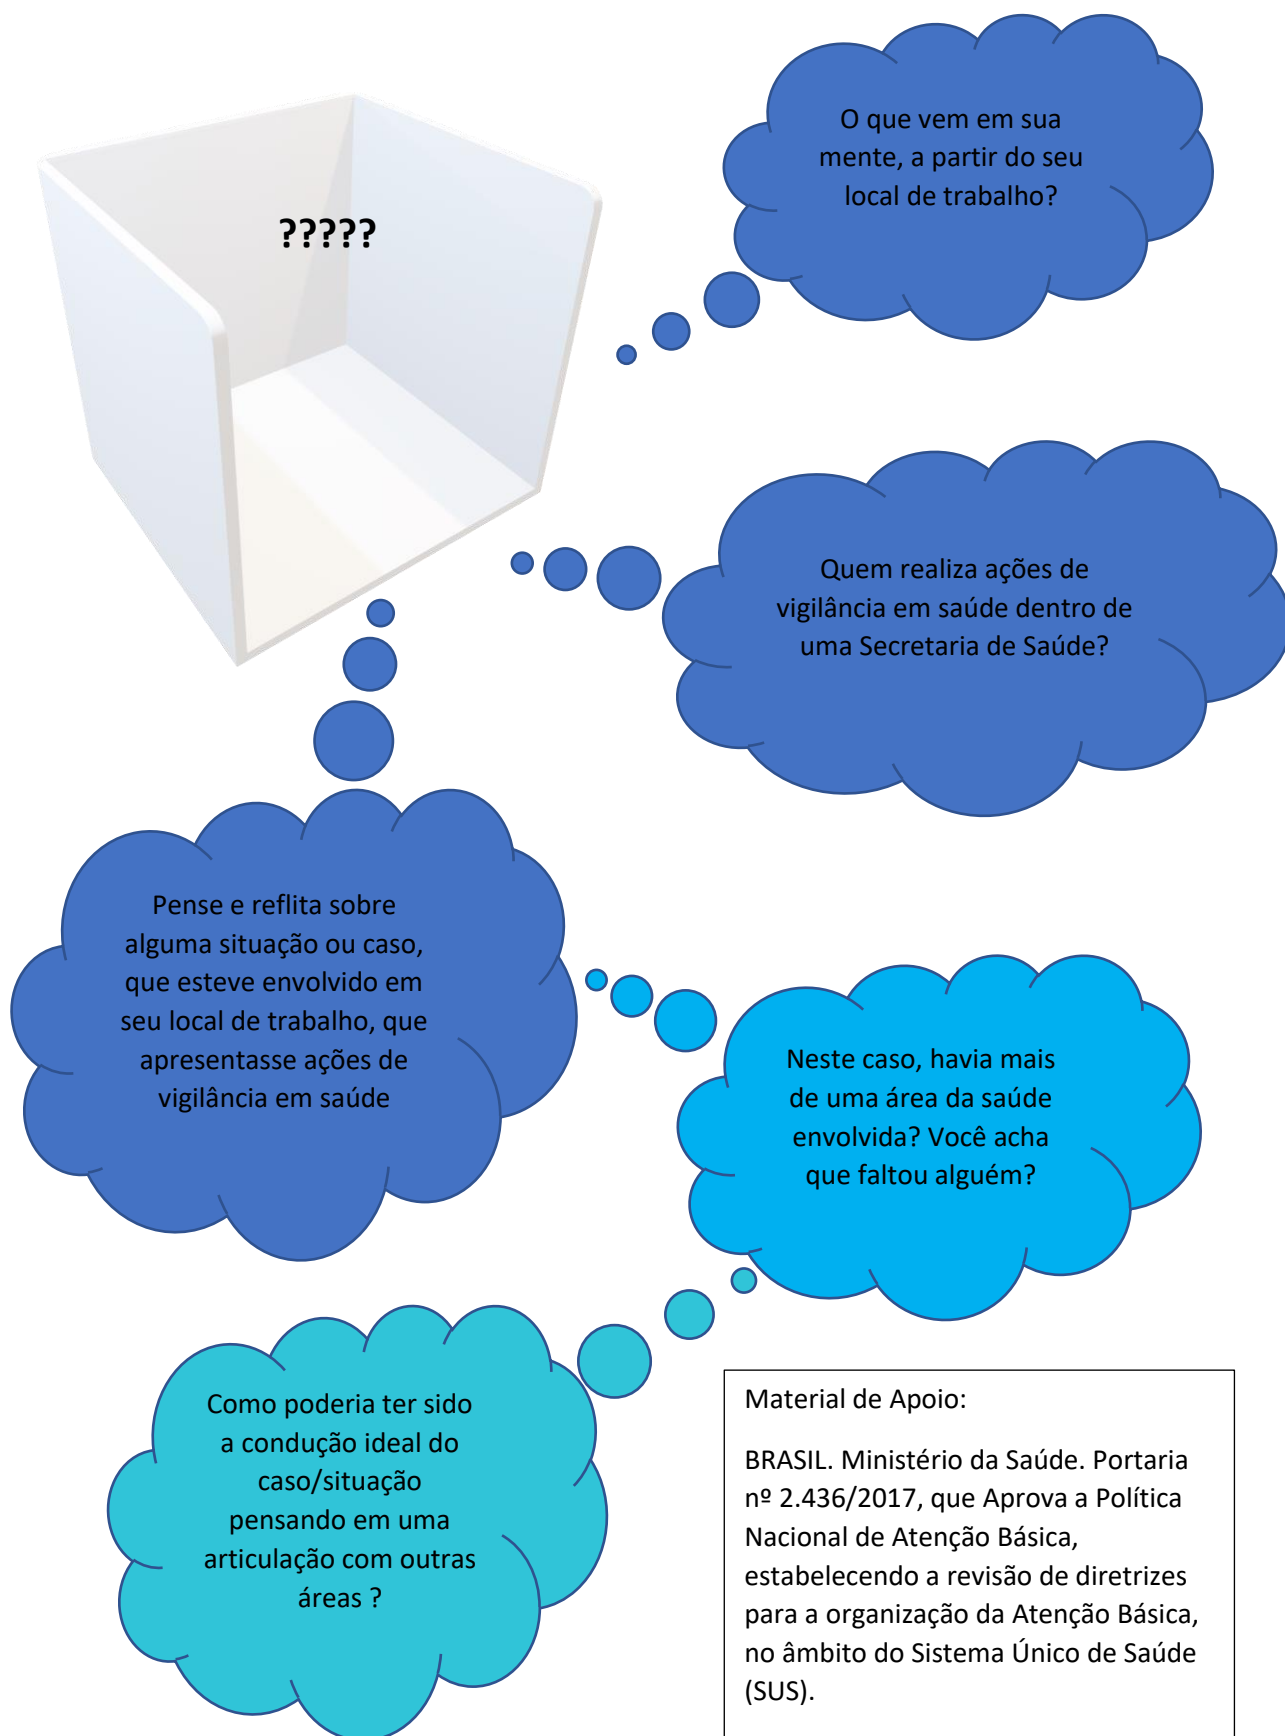 ?????
O que vem em sua
mente, a partir do seu
local de trabalho?
Quem realiza ações de
vigilância em saúde dentro de
uma Secretaria de Saúde?
Pense e reflita sobre
alguma situação ou caso,
que esteve envolvido em
seu local de trabalho, que
apresentasse ações de
vigilância em saúde
Neste caso, havia mais
de uma área da saúde
envolvida? Você acha
que faltou alguém?
Como poderia ter sido
a condução ideal do
caso/situação
pensando em uma
articulação com outras
áreas ?
Material de Apoio:
BRASIL. Ministério da Saúde. Portaria
nº 2.436/2017, que Aprova a Política
Nacional de Atenção Básica,
estabelecendo a revisão de diretrizes
para a organização da Atenção Básica,
no âmbito do Sistema Único de Saúde
(SUS).